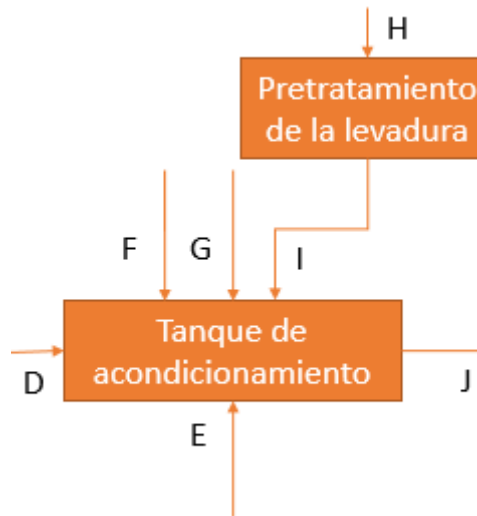 H
Pretratamiento
de la levadura
F
G
I
Tanque de
acondicionamiento
D
J
E